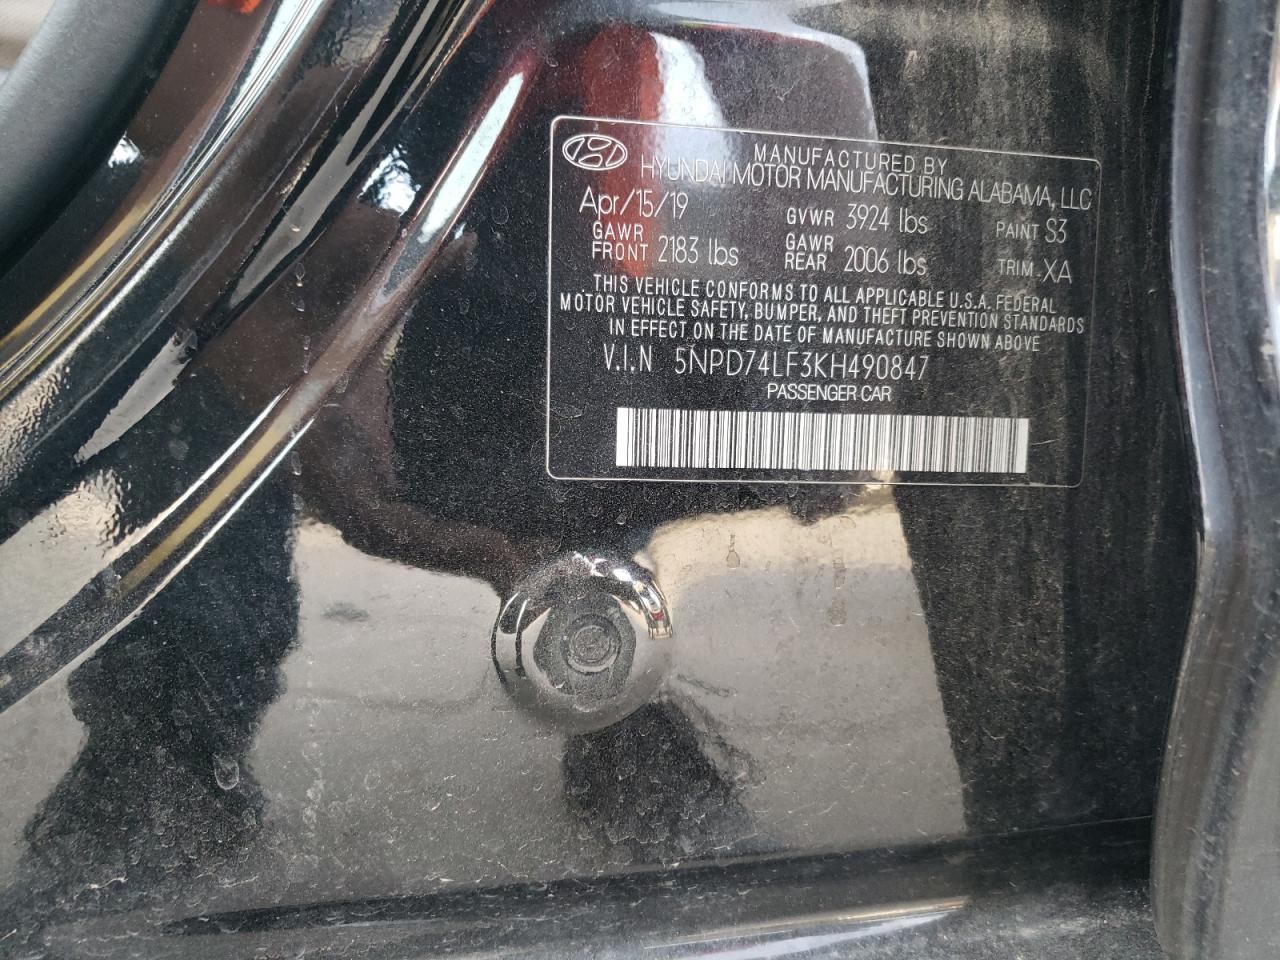 MANUFACTURED BY
HYUNDAI MOTOR MANUFACTURING ALABAMA, LLC
Apr/15/19 GVWR 3924 lbs PAINT S3
GAWR FRONT 2183 lbs GAWR REAR 2006 lbs TRIM XA
THIS VEHICLE CONFORMS TO ALL APPLICABLE U.S.A. FEDERAL
MOTOR VEHICLE SAFETY, BUMPER, AND THEFT PREVENTION STANDARDS
IN EFFECT ON THE DATE OF MANUFACTURE SHOWN ABOVE
V.I.N 5NPD74LF3KH490847
PASSENGER CAR